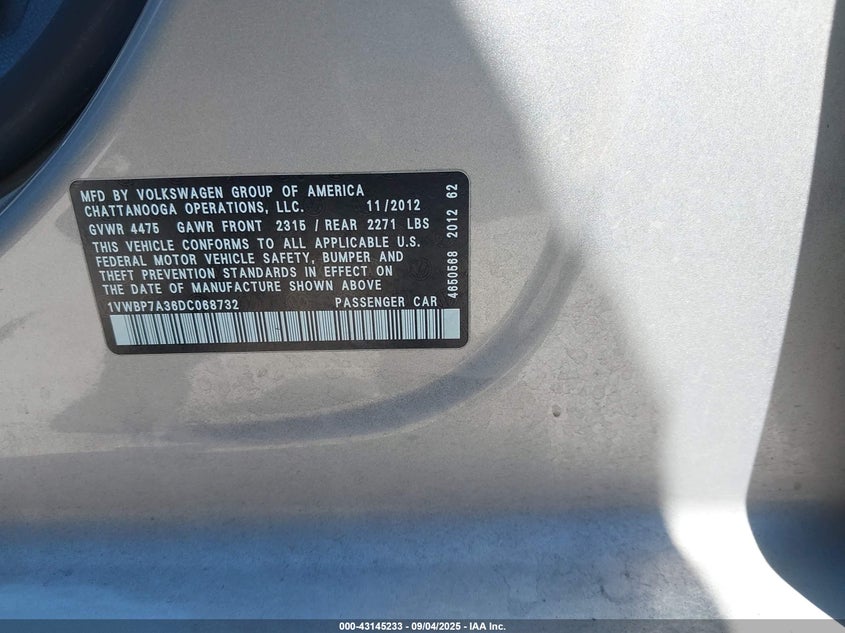 MFD BY VOLKSWAGEN GROUP OF AMERICA
CHATTANOOGA OPERATIONS, LLC. 11/2012
GVWR 4475 GAWR FRONT 2315 / REAR 2271 LBS
THIS VEHICLE CONFORMS TO ALL APPLICABLE U.S.
FEDERAL MOTOR VEHICLE SAFETY, BUMPER AND
THEFT PREVENTION STANDARDS IN EFFECT ON
THE DATE OF MANUFACTURE SHOWN ABOVE
1VWBP7A36DC068732 PASSENGER CAR
4650568 2012 62
000-43145233 - 09/04/2025 - IAA Inc.